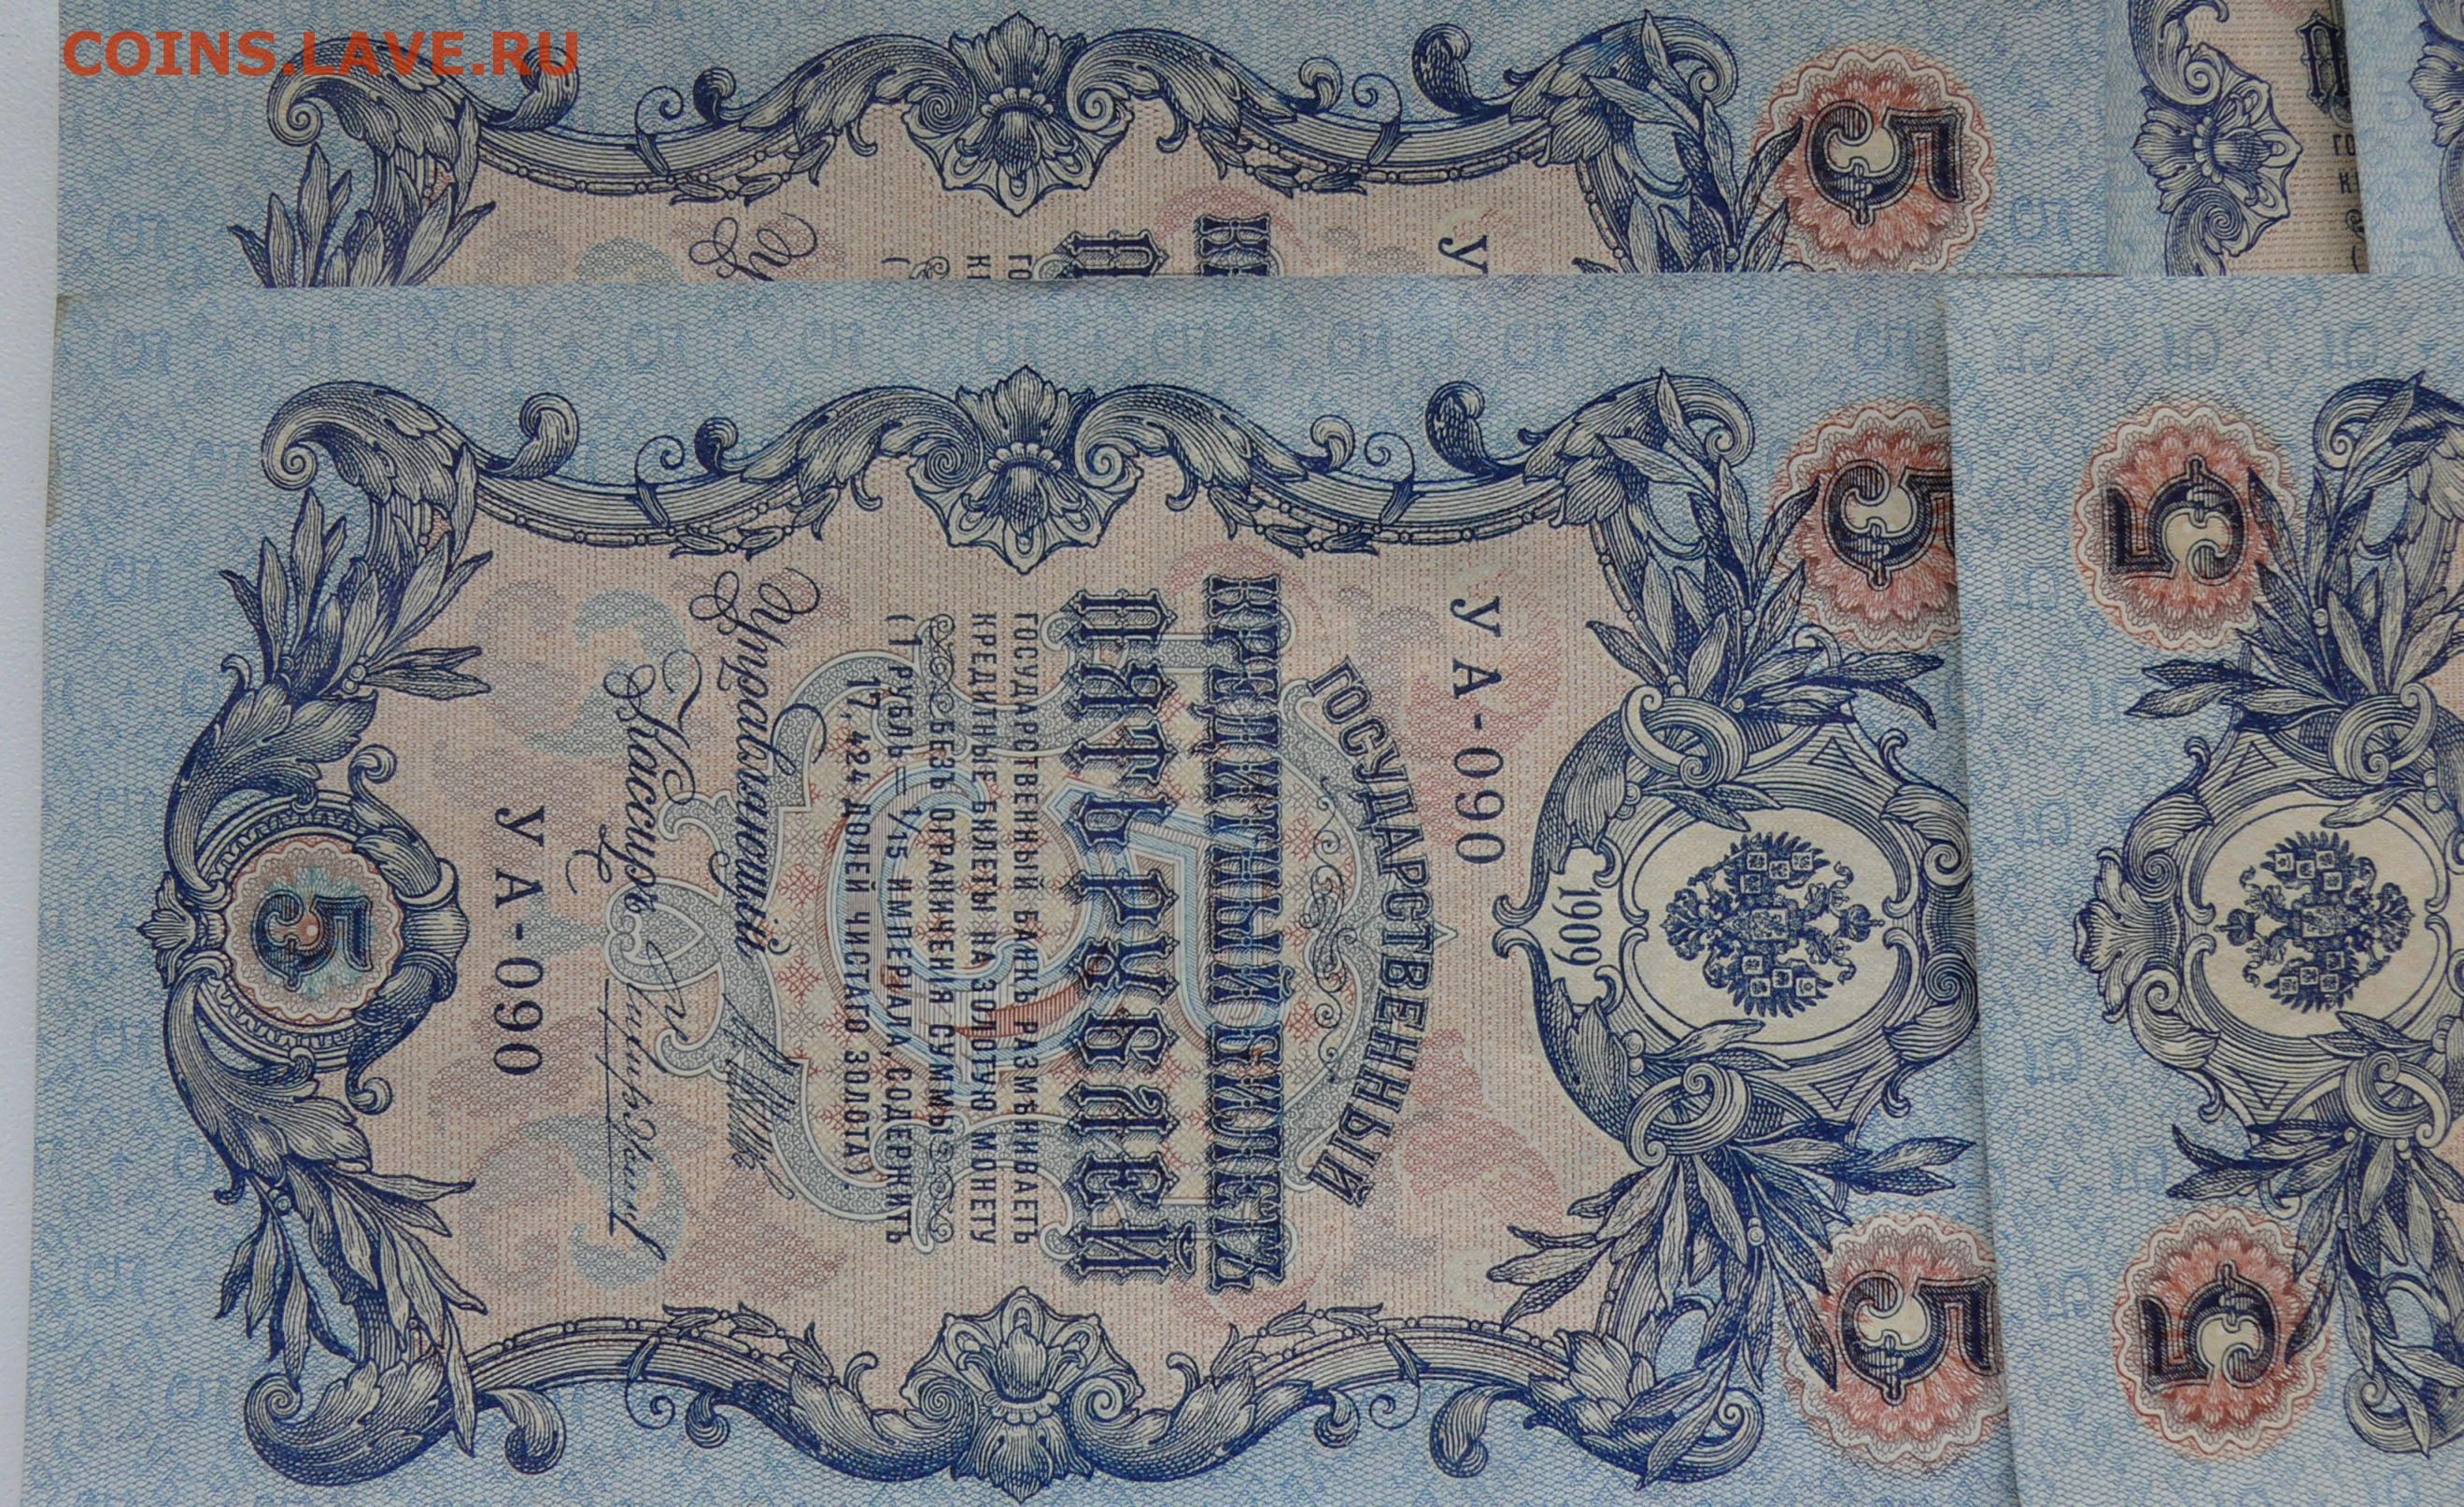 COINS.LAVE.RU
5
5
5
5
1909
УА-090
ГОСУДАРСТВЕННЫЙ
КРЕДИТНЫЙ БИЛЕТЪ
ПЯТЬ РУБЛЕЙ
ГОСУДАРСТВЕННЫЙ БАНКЪ РАЗМѢНИВАЕТЪ
КРЕДИТНЫЕ БИЛЕТЫ НА ЗОЛОТУЮ МОНЕТУ
БЕЗЪ ОГРАНИЧЕНІЯ СУММЫ
(1 РУБЛЬ = 1/15 ИМПЕРІАЛА, СОДЕРЖИТЪ
17,424 ДОЛЕЙ ЧИСТАГО ЗОЛОТА).
Управляющій
Кассиръ
УА-090
5
5
5
У